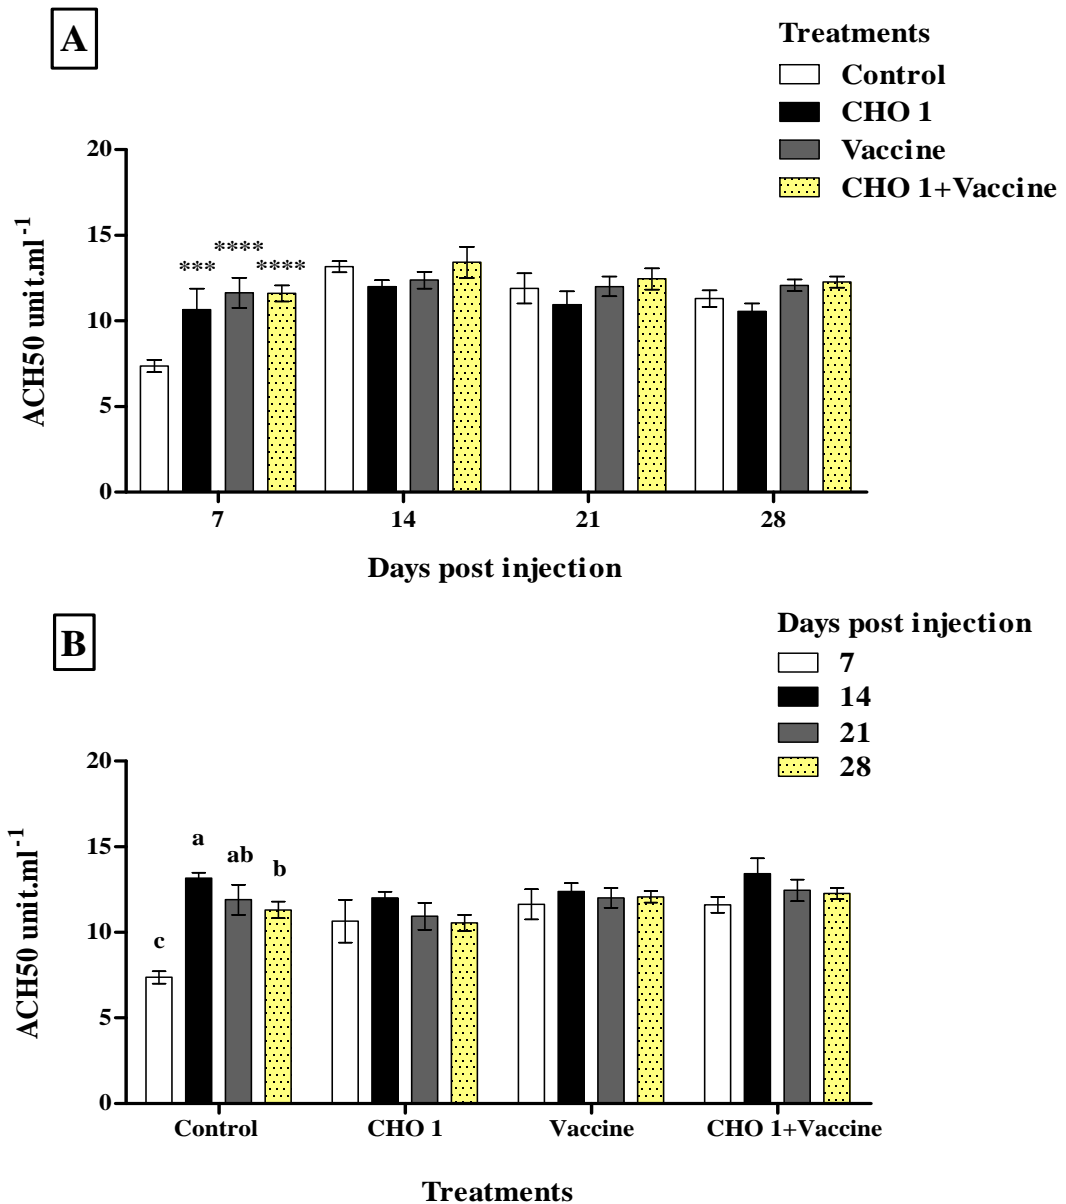 A
Treatments
Control
CHO 1
Vaccine
CHO 1+Vaccine
20
15
10
5
0
ACH50 unit.ml⁻¹
***
****
****
7
14
21
28
Days post injection
B
Days post injection
7
14
21
28
20
15
10
5
0
ACH50 unit.ml⁻¹
c
a
ab
b
Control
CHO 1
Vaccine
CHO 1+Vaccine
Treatments